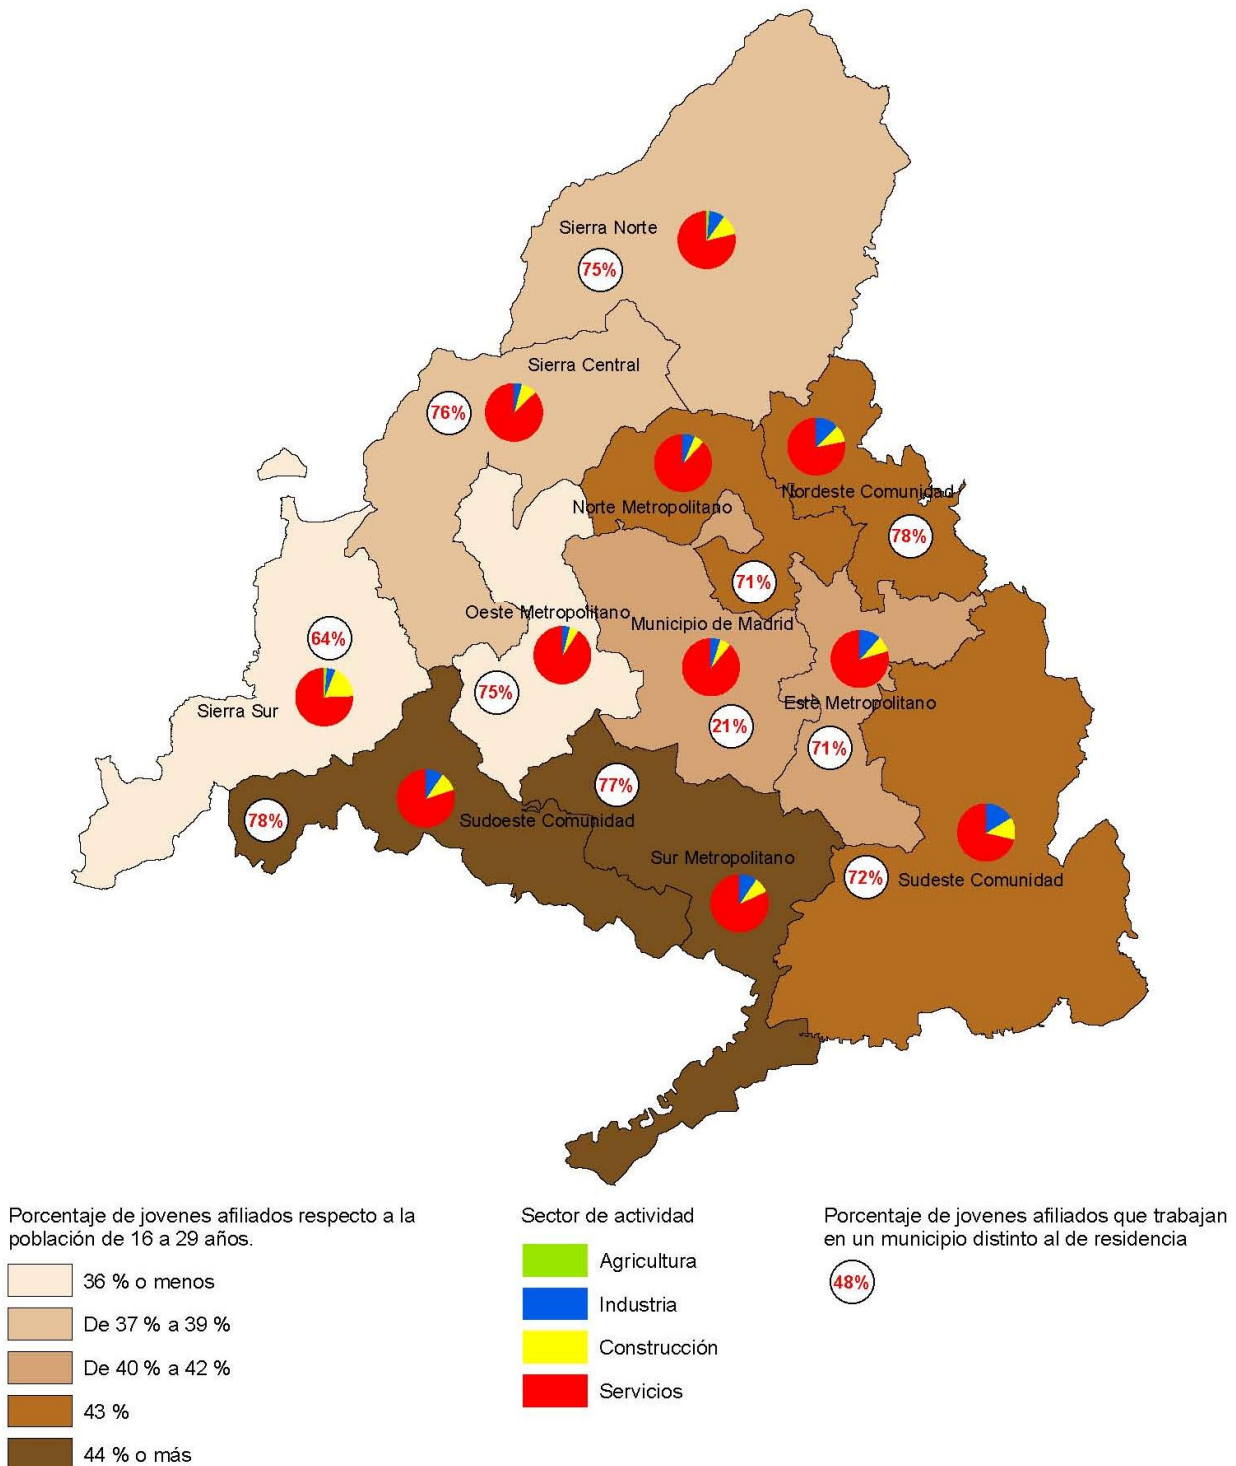 Sierra Norte
75%
Sierra Central
76%
Nordeste Comunidad
Norte Metropolitano
78%
71%
Oeste Metropolitano
Municipio de Madrid
64%
75%
Este Metropolitano
Sierra Sur
21%
71%
77%
78%
Sudoeste Comunidad
Sur Metropolitano
72%
Sudeste Comunidad
Porcentaje de jovenes afiliados respecto a la
población de 16 a 29 años.
36 % o menos
De 37 % a 39 %
De 40 % a 42 %
43 %
44 % o más
Sector de actividad
Agricultura
Industria
Construcción
Servicios
Porcentaje de jovenes afiliados que trabajan
en un municipio distinto al de residencia
48%